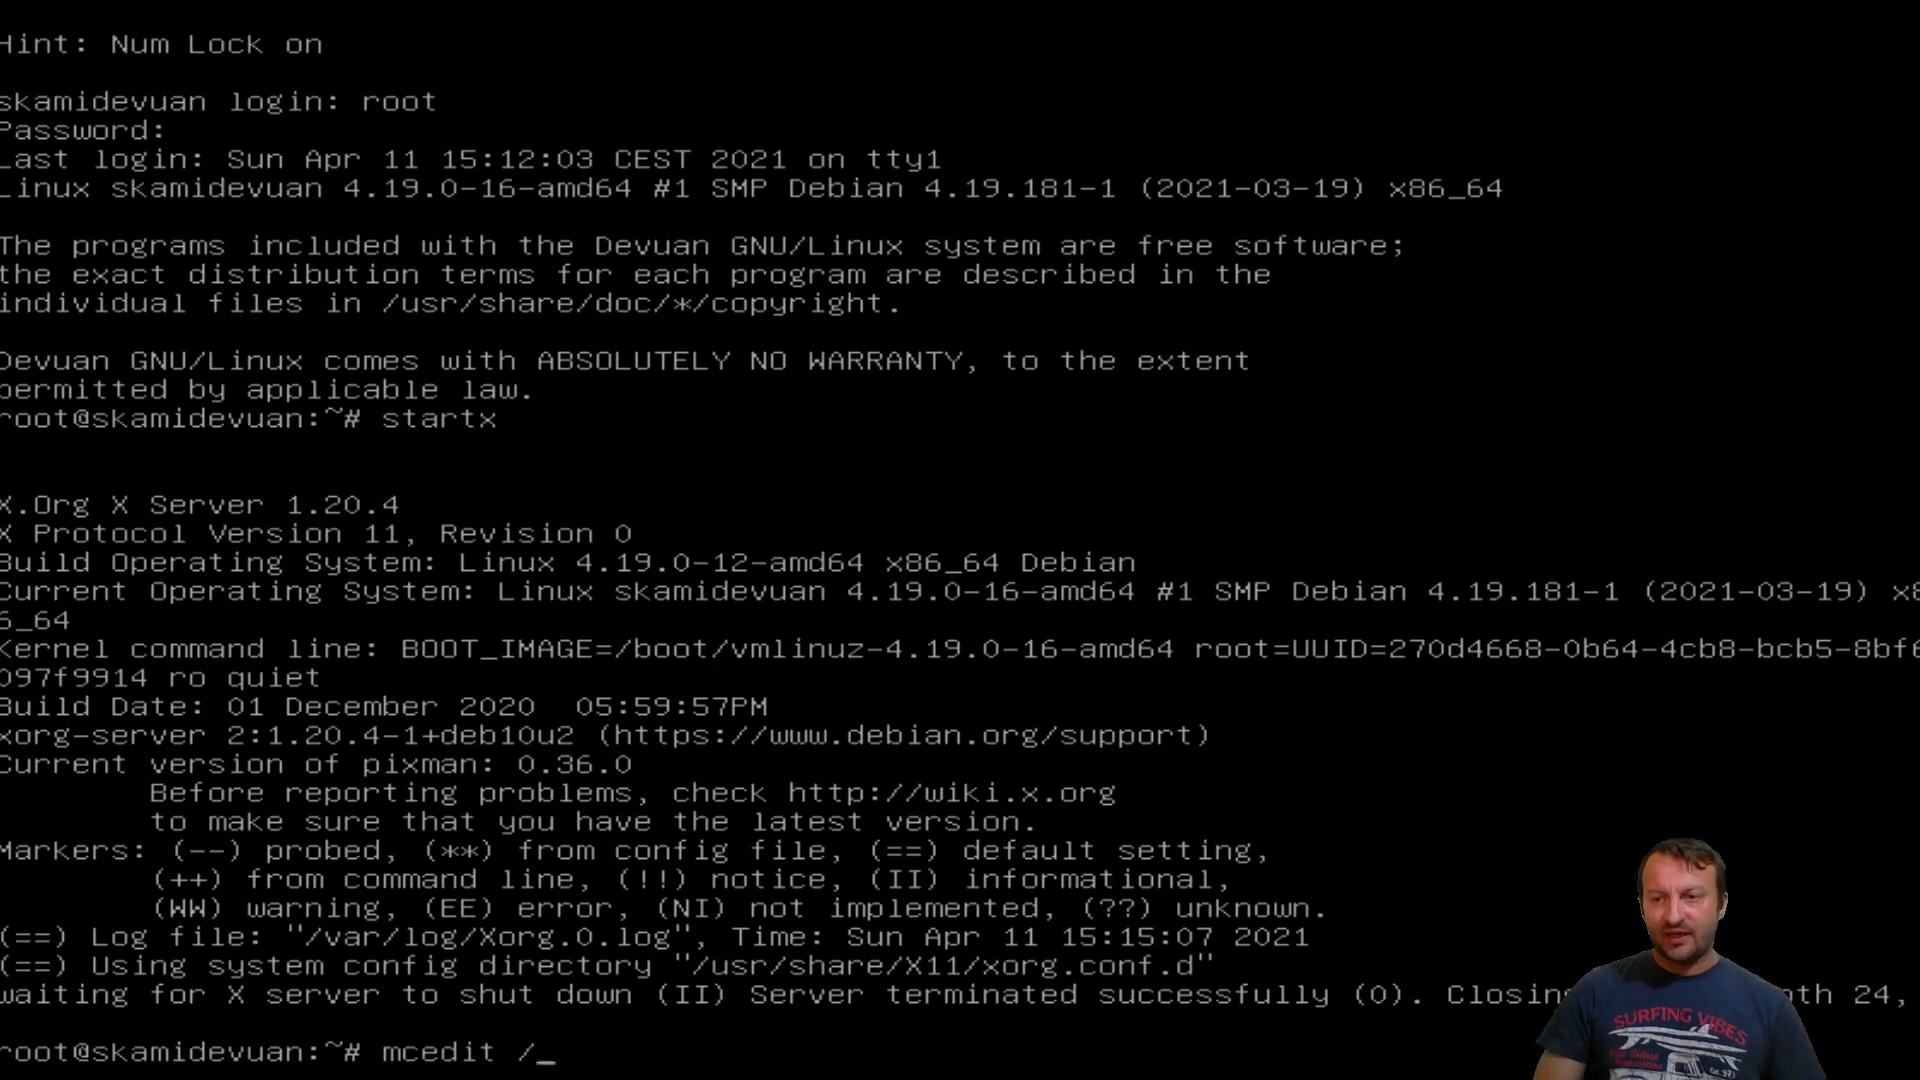 Hint: Num Lock on
skamidevuan login: root
Password:
Last login: Sun Apr 11 15:12:03 CEST 2021 on tty1
Linux skamidevuan 4.19.0-16-amd64 #1 SMP Debian 4.19.181-1 (2021-03-19) x86_64
The programs included with the Devuan GNU/Linux system are free software;
the exact distribution terms for each program are described in the
individual files in /usr/share/doc/*/copyright.
Devuan GNU/Linux comes with ABSOLUTELY NO WARRANTY, to the extent
permitted by applicable law.
root@skamidevuan:~# startx
X.Org X Server 1.20.4
X Protocol Version 11, Revision 0
Build Operating System: Linux 4.19.0-12-amd64 x86_64 Debian
Current Operating System: Linux skamidevuan 4.19.0-16-amd64 #1 SMP Debian 4.19.181-1 (2021-03-19) x8
6_64
Kernel command line: BOOT_IMAGE=/boot/vmlinuz-4.19.0-16-amd64 root=UUID=270d4668-0b64-4cb8-bcb5-8bf6
097f9914 ro quiet
Build Date: 01 December 2020  05:59:57PM
xorg-server 2:1.20.4-1+deb10u2 (https://www.debian.org/support)
Current version of pixman: 0.36.0
Before reporting problems, check http://wiki.x.org
to make sure that you have the latest version.
Markers: (--) probed, (**) from config file, (==) default setting,
(++) from command line, (!!) notice, (II) informational,
(WW) warning, (EE) error, (NI) not implemented, (??) unknown.
(==) Log file: "/var/log/Xorg.0.log", Time: Sun Apr 11 15:15:07 2021
(==) Using system config directory "/usr/share/X11/xorg.conf.d"
waiting for X server to shut down (II) Server terminated successfully (0). Closin 24,
root@skamidevuan:~# mcedit /_
SURFING VIBES